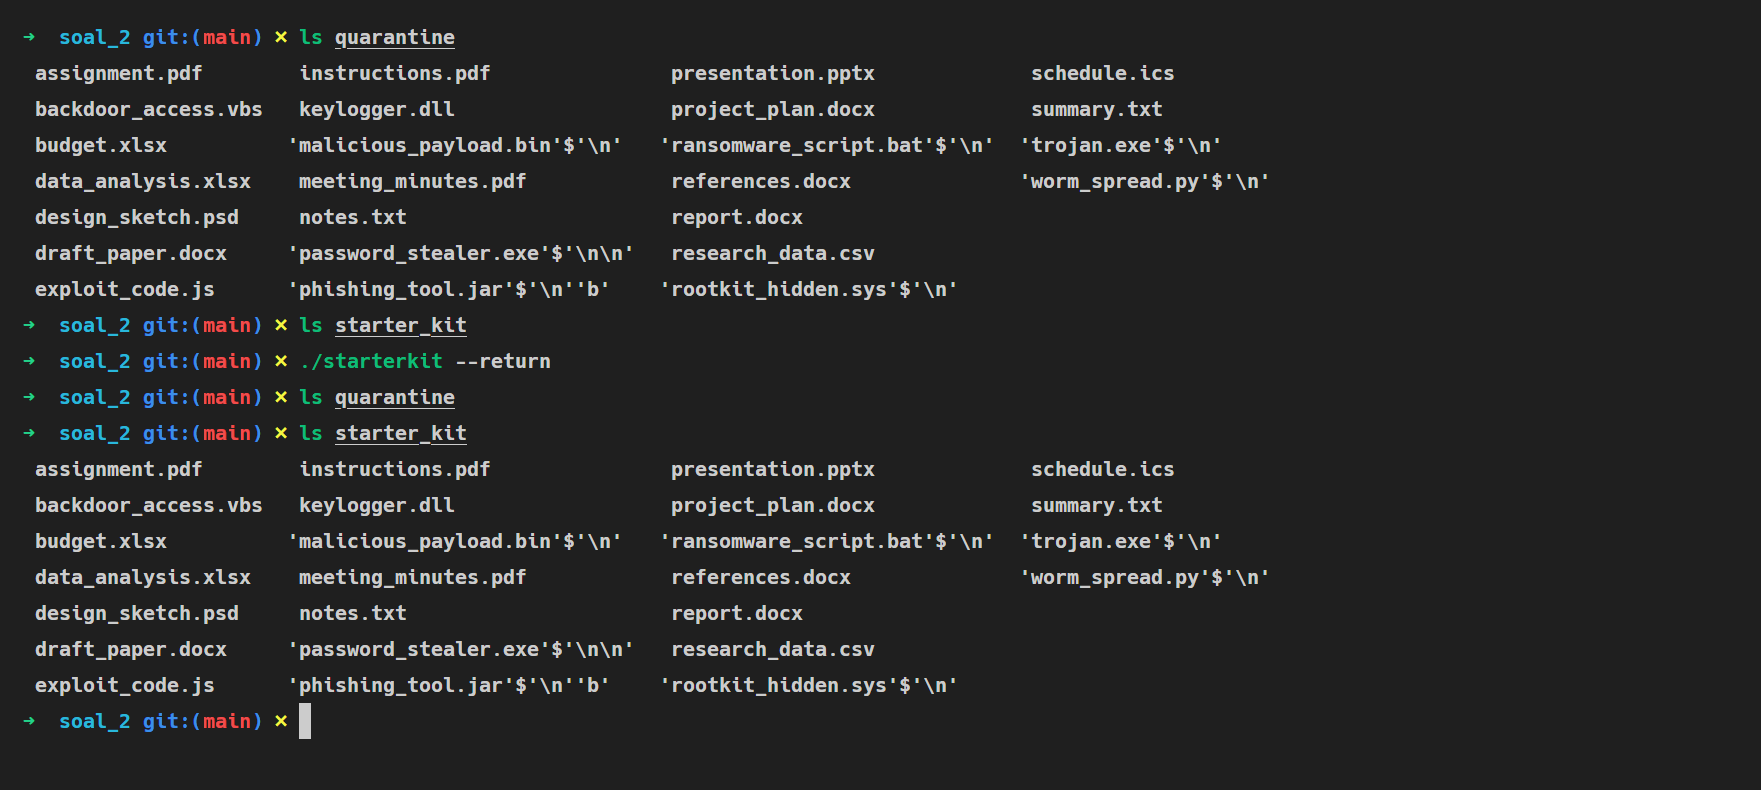 ➜  soal_2 git:(main) × ls quarantine
 assignment.pdf        instructions.pdf               presentation.pptx             schedule.ics
 backdoor_access.vbs   keylogger.dll                  project_plan.docx             summary.txt
 budget.xlsx          'malicious_payload.bin'$'\n'   'ransomware_script.bat'$'\n'  'trojan.exe'$'\n'
 data_analysis.xlsx    meeting_minutes.pdf            references.docx              'worm_spread.py'$'\n'
 design_sketch.psd     notes.txt                      report.docx
 draft_paper.docx     'password_stealer.exe'$'\n\n'   research_data.csv
 exploit_code.js      'phishing_tool.jar'$'\n''b'    'rootkit_hidden.sys'$'\n'
➜  soal_2 git:(main) × ls starter_kit
➜  soal_2 git:(main) × ./starterkit --return
➜  soal_2 git:(main) × ls quarantine
➜  soal_2 git:(main) × ls starter_kit
 assignment.pdf        instructions.pdf               presentation.pptx             schedule.ics
 backdoor_access.vbs   keylogger.dll                  project_plan.docx             summary.txt
 budget.xlsx          'malicious_payload.bin'$'\n'   'ransomware_script.bat'$'\n'  'trojan.exe'$'\n'
 data_analysis.xlsx    meeting_minutes.pdf            references.docx              'worm_spread.py'$'\n'
 design_sketch.psd     notes.txt                      report.docx
 draft_paper.docx     'password_stealer.exe'$'\n\n'   research_data.csv
 exploit_code.js      'phishing_tool.jar'$'\n''b'    'rootkit_hidden.sys'$'\n'
➜  soal_2 git:(main) ×